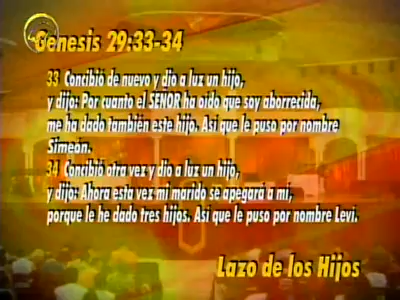 Genesis 29:33-34
33 Concibió de nuevo y dio a luz un hijo,
y dijo: Por cuanto el SEÑOR ha oído que soy aborrecida,
me ha dado también este hijo. Así que le puso por nombre
Simeón.
34 Concibió otra vez y dio a luz un hijo,
y dijo: Ahora esta vez mi marido se apegará a mí,
porque le he dado tres hijos. Así que le puso por nombre Leví.
Lazo de los Hijos